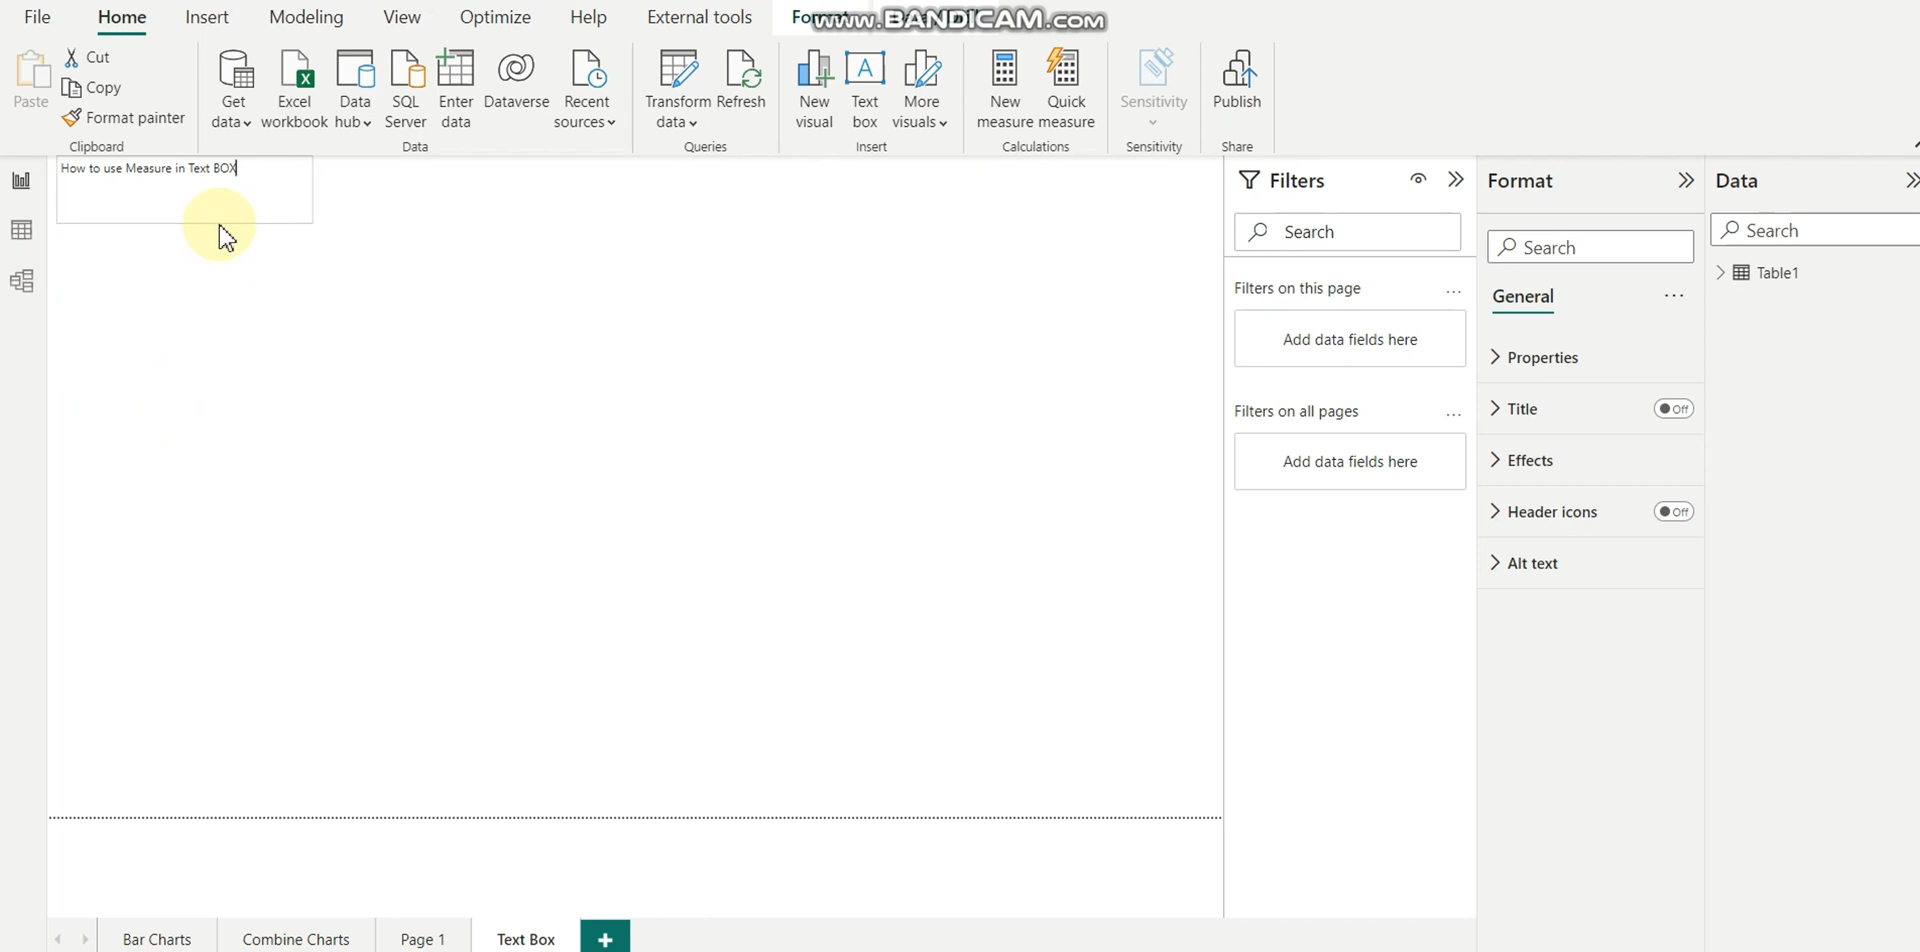 File Home Insert Modeling View Optimize Help External tools Format
www.BANDICAM.com
Paste Cut
Copy
Format painter
Clipboard
Get data
Excel workbook
Data hub
SQL Server
Enter data
Dataverse
Recent sources
Data
Transform data
Refresh
Queries
New visual
Text box
More visuals
Insert
New measure
Quick measure
Calculations
Sensitivity
Sensitivity
Publish
Share
How to use Measure in Text BOX
Filters
Search
Filters on this page ...
Add data fields here
Filters on all pages ...
Add data fields here
Format
Search
General ...
Properties
Title Off
Effects
Header icons Off
Alt text
Data
Search
Table1
Bar Charts Combine Charts Page 1 Text Box +